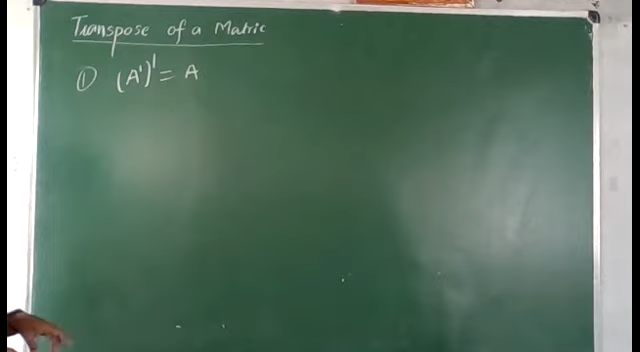 Transpose of a Matric
① (A')' = A